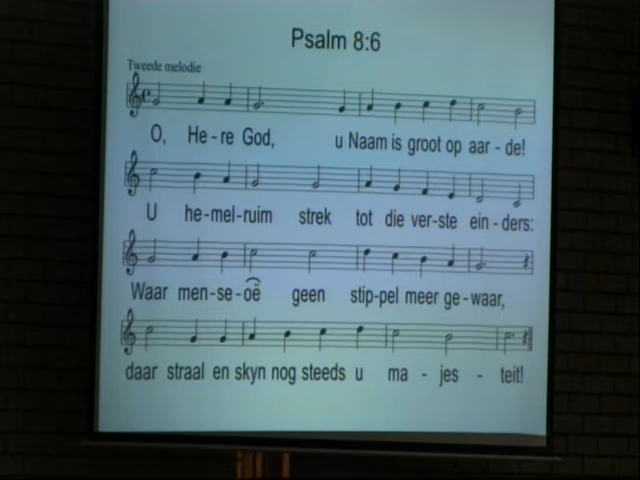 Psalm 8:6
Tweede melodie
O, He-re God, u Naam is groot op aar-de!
U he-mel-ruim strek tot die ver-ste ein-ders:
Waar men-se-oë geen stip-pel meer ge-waar,
daar straal en skyn nog steeds u ma-jes-teit!